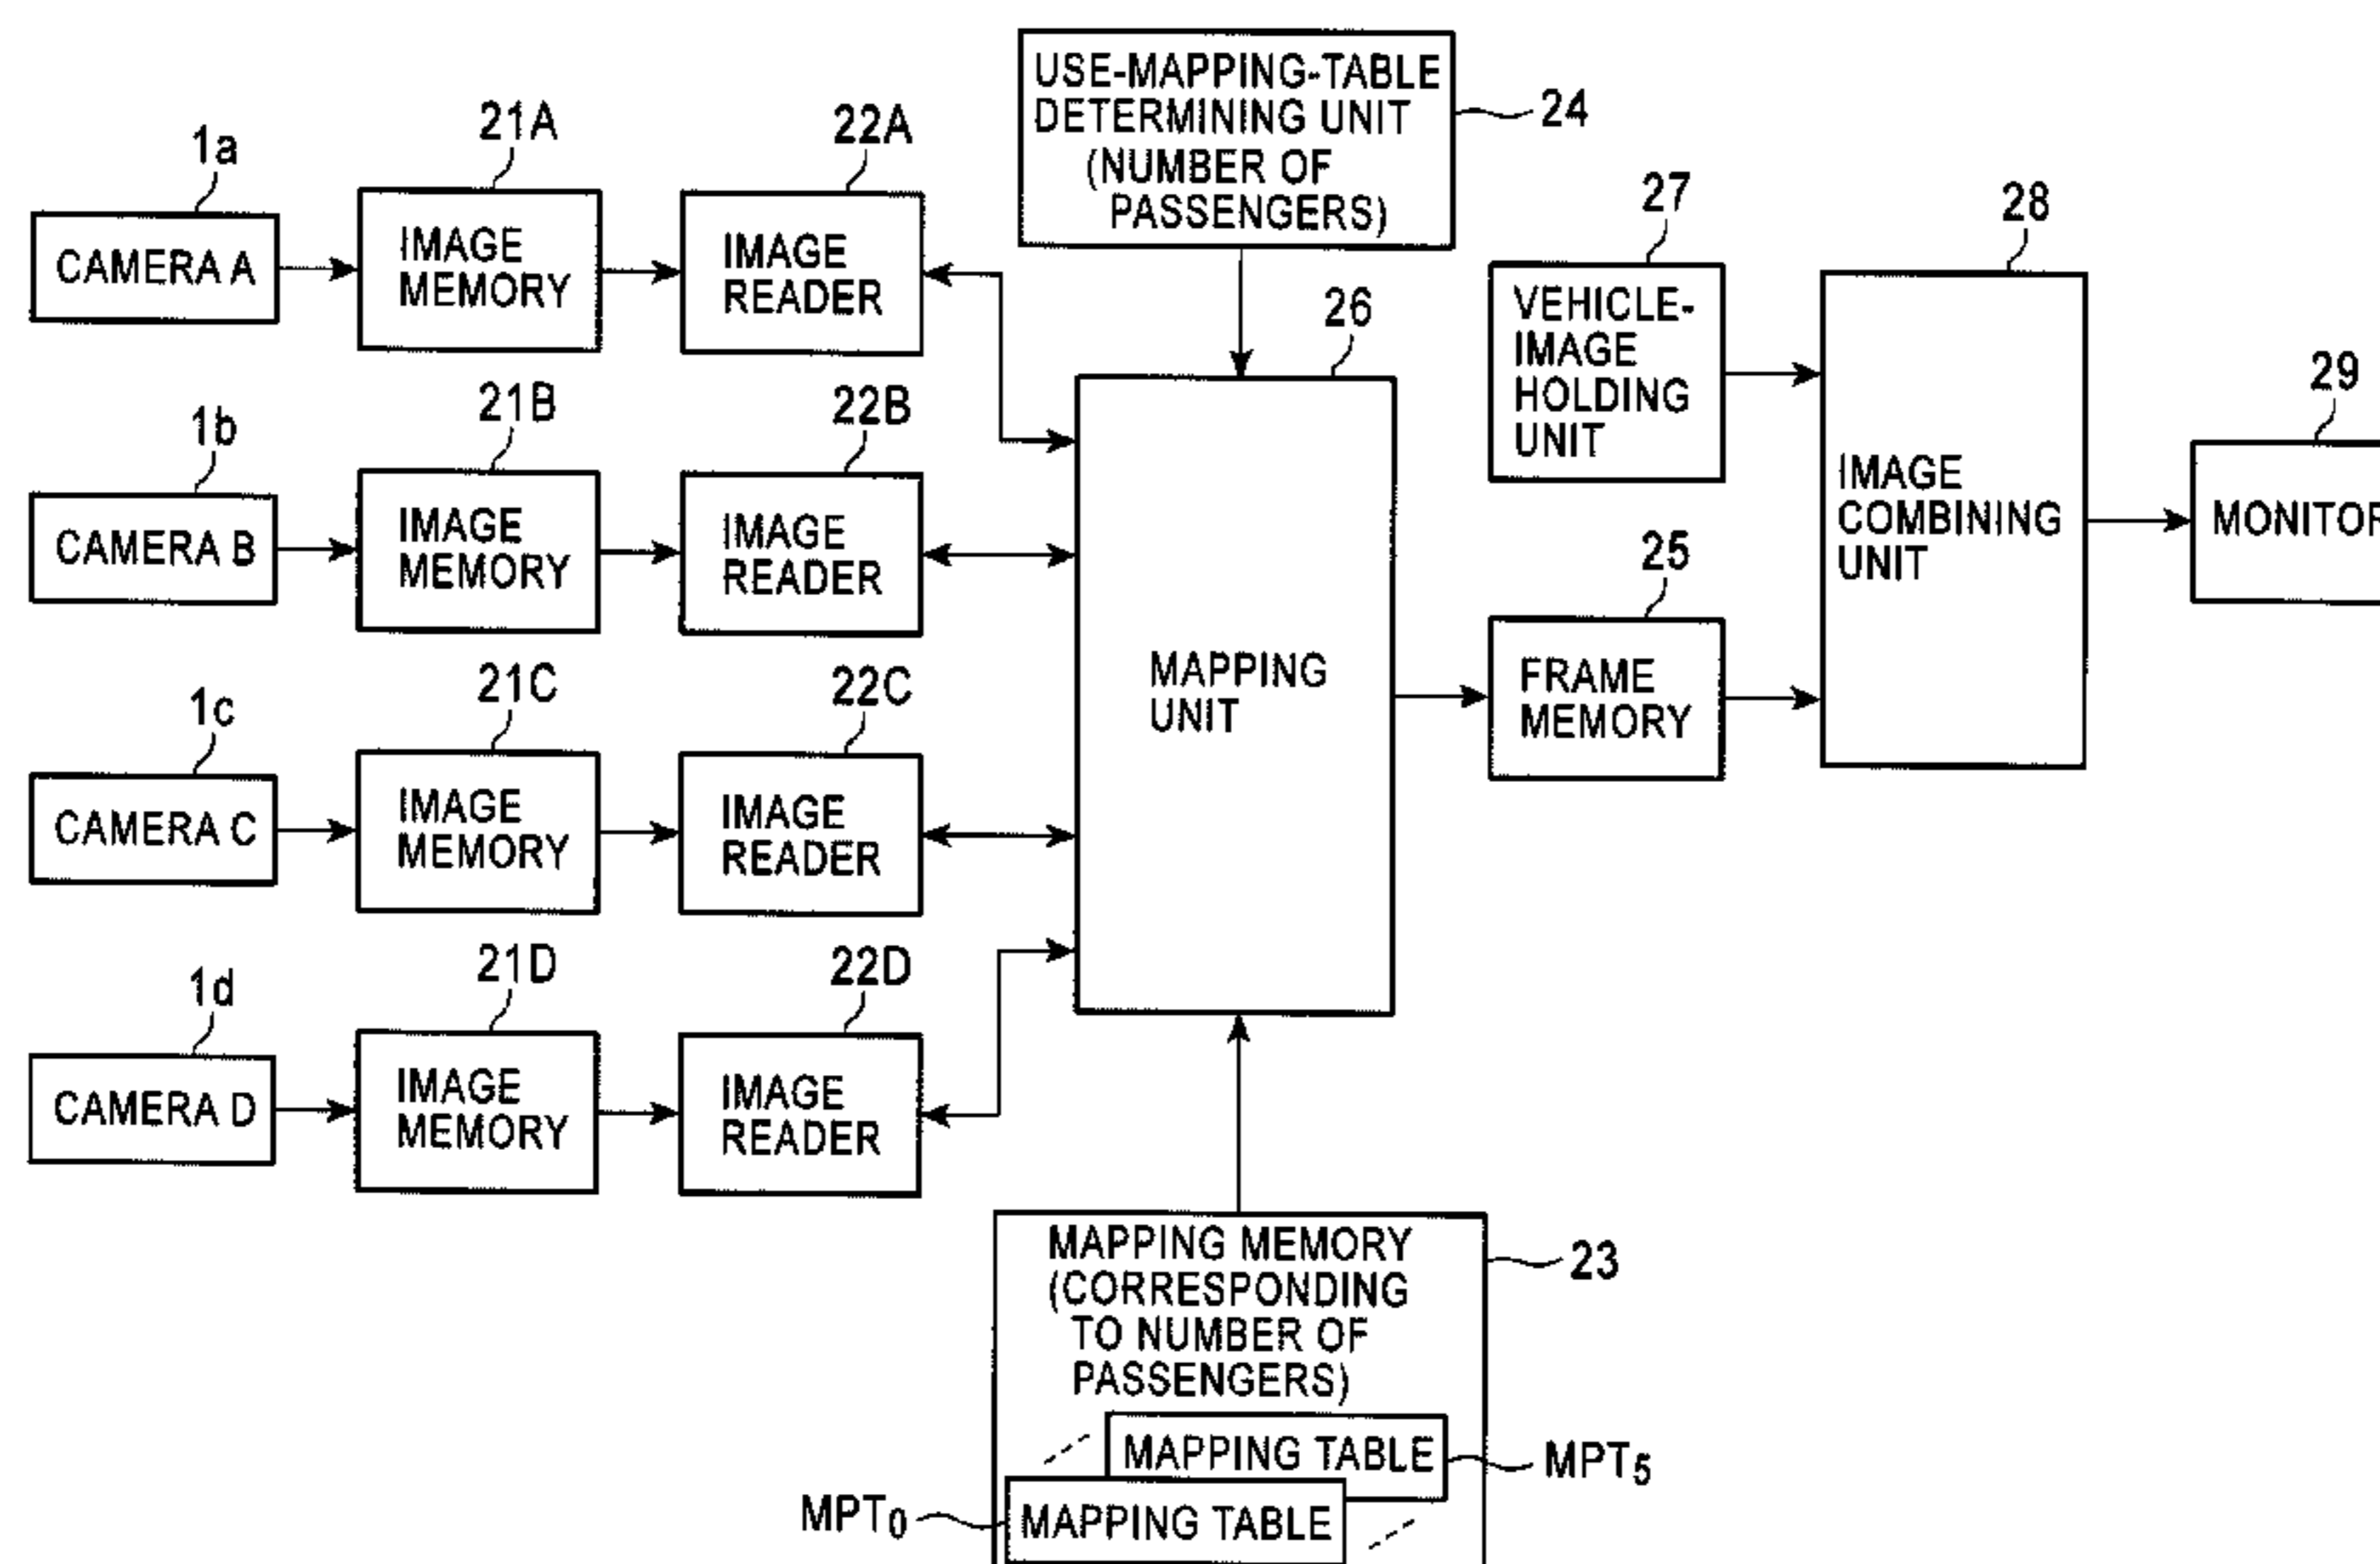 USE-MAPPING-TABLE
DETERMINING UNIT
(NUMBER OF
PASSENGERS)
24
1a
21A
22A
CAMERA A
IMAGE
MEMORY
IMAGE
READER
26
27
28
VEHICLE-
IMAGE
HOLDING
UNIT
29
1b
21B
22B
CAMERA B
IMAGE
MEMORY
IMAGE
READER
IMAGE
COMBINING
UNIT
MONITOR
25
1c
21C
22C
MAPPING
UNIT
FRAME
MEMORY
CAMERA C
IMAGE
MEMORY
IMAGE
READER
1d
21D
22D
CAMERA D
IMAGE
MEMORY
IMAGE
READER
MAPPING MEMORY
(CORRESPONDING
TO NUMBER OF
PASSENGERS)
23
MAPPING TABLE
MPT5
MPT0
MAPPING TABLE